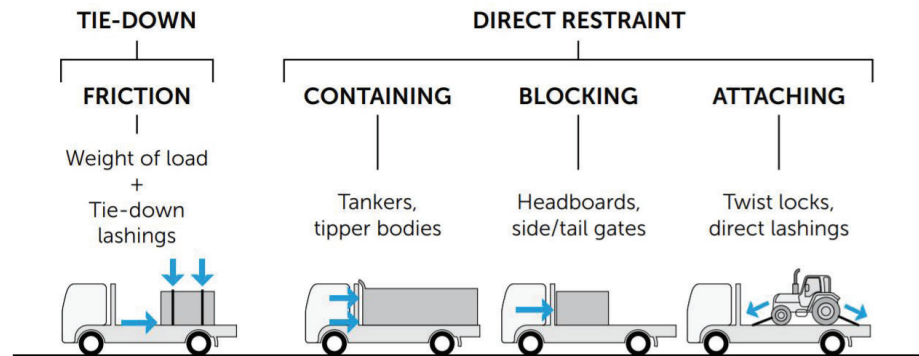 TIE-DOWN
DIRECT RESTRAINT
FRICTION
CONTAINING
BLOCKING
ATTACHING
Weight of load
+
Tie-down
lashings
Tankers,
tipper bodies
Headboards,
side/tail gates
Twist locks,
direct lashings